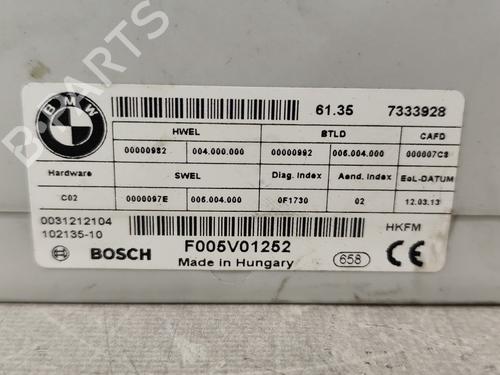 B-PARTS
BMW
61.35 7333928
HWEL BTLD CAFD
00000982 004.000.000 00000992 006.004.000 000007C8
Hardware SWEL Diag. Index Aend. Index EoL-DATUM
C02 0000097E 005.004.000 0F1730 02 12.03.13
0031212104
102135-10
HKFM
BOSCH F005V01252
Made in Hungary 658 CE